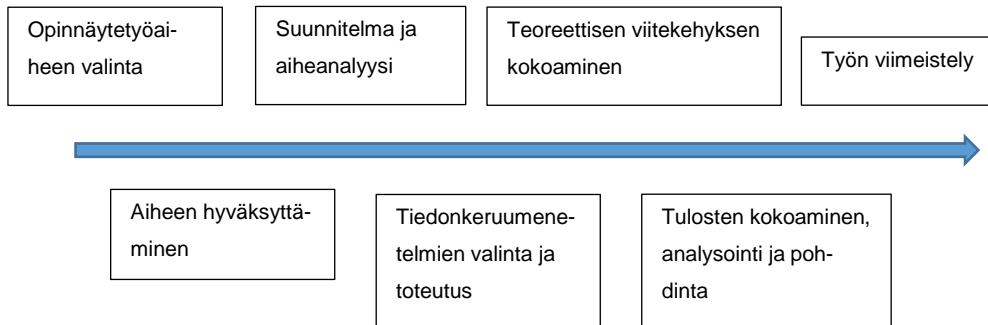 Opinnäytetyöai-
heen valinta
Suunnitelma ja
aiheanalyysi
Teoreettisen viitekehyksen
kokoaminen
Työn viimeistely
Aiheen hyväksyttä-
minen
Tiedonkeruumene-
telmien valinta ja
toteutus
Tulosten kokoaminen,
analysointi ja poh-
dinta